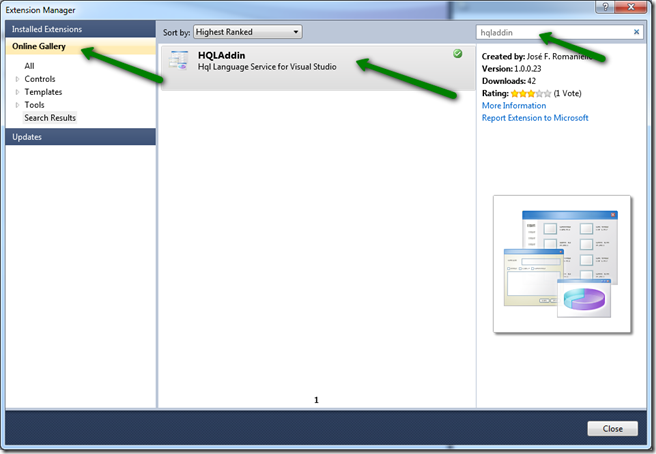 Extension Manager
Installed Extensions
Online Gallery
All
Controls
Templates
Tools
Search Results
Updates
Sort by: Highest Ranked
HQLAddin
Hql Language Service for Visual Studio
1
hqladdin
Created by: José F. Romaniello
Version: 1.0.0.23
Downloads: 42
Rating: (1 Vote)
More Information
Report Extension to Microsoft
Close